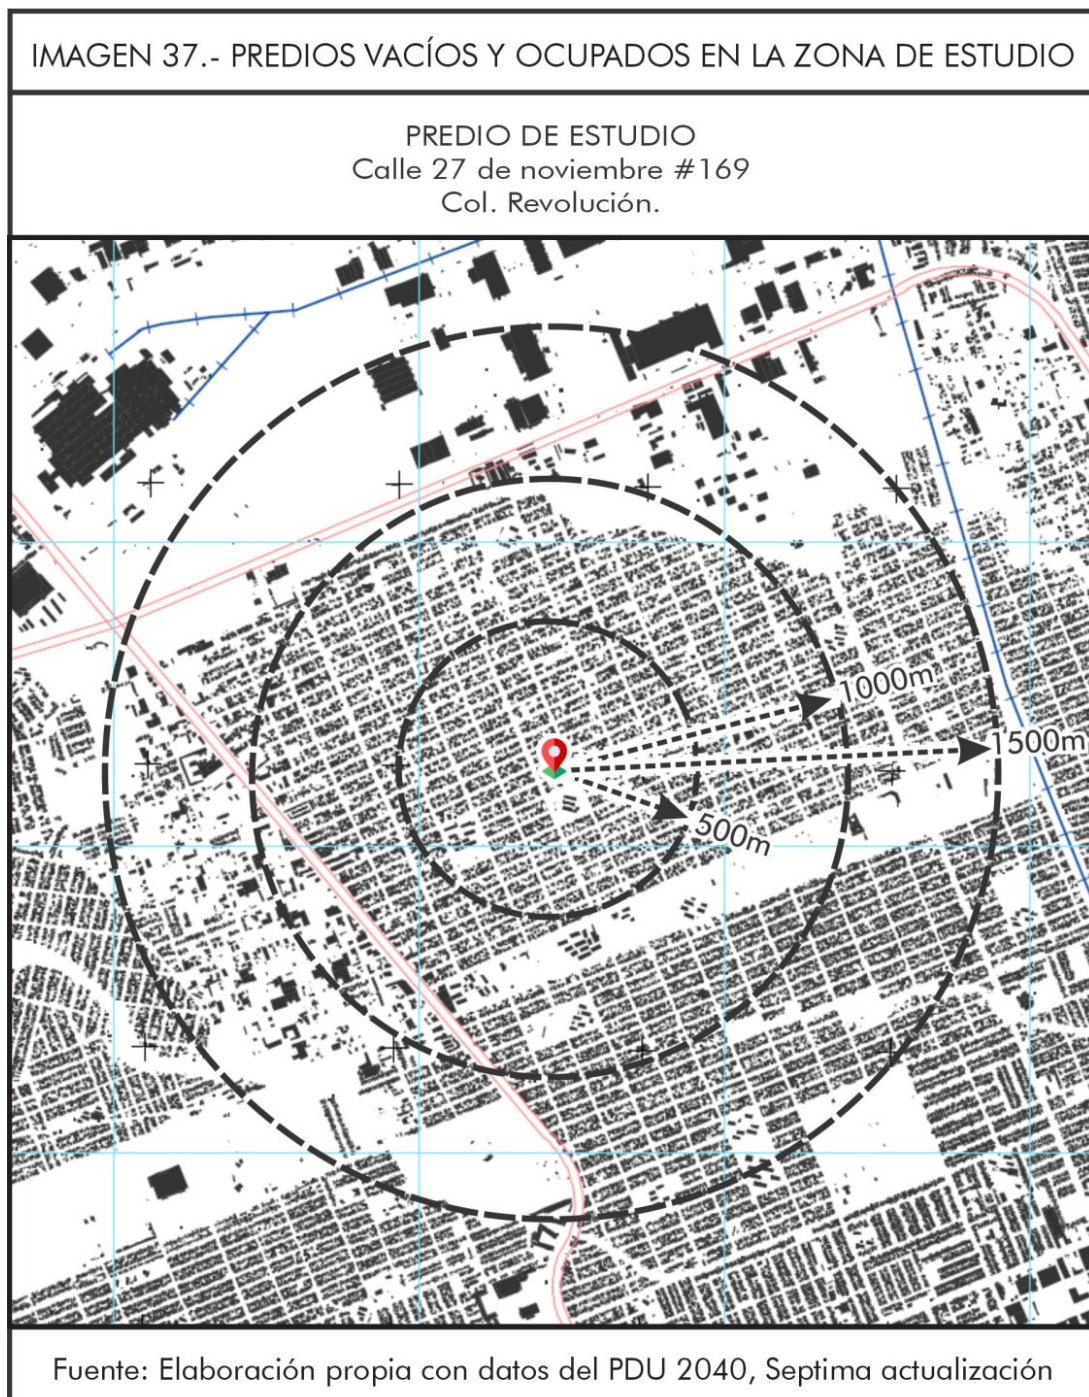 IMAGEN 37.- PREDIOS VACÍOS Y OCUPADOS EN LA ZONA DE ESTUDIO
PREDIO DE ESTUDIO
Calle 27 de noviembre #169
Col. Revolución.
1000m
1500m
500m
Fuente: Elaboración propia con datos del PDU 2040, Septima actualización